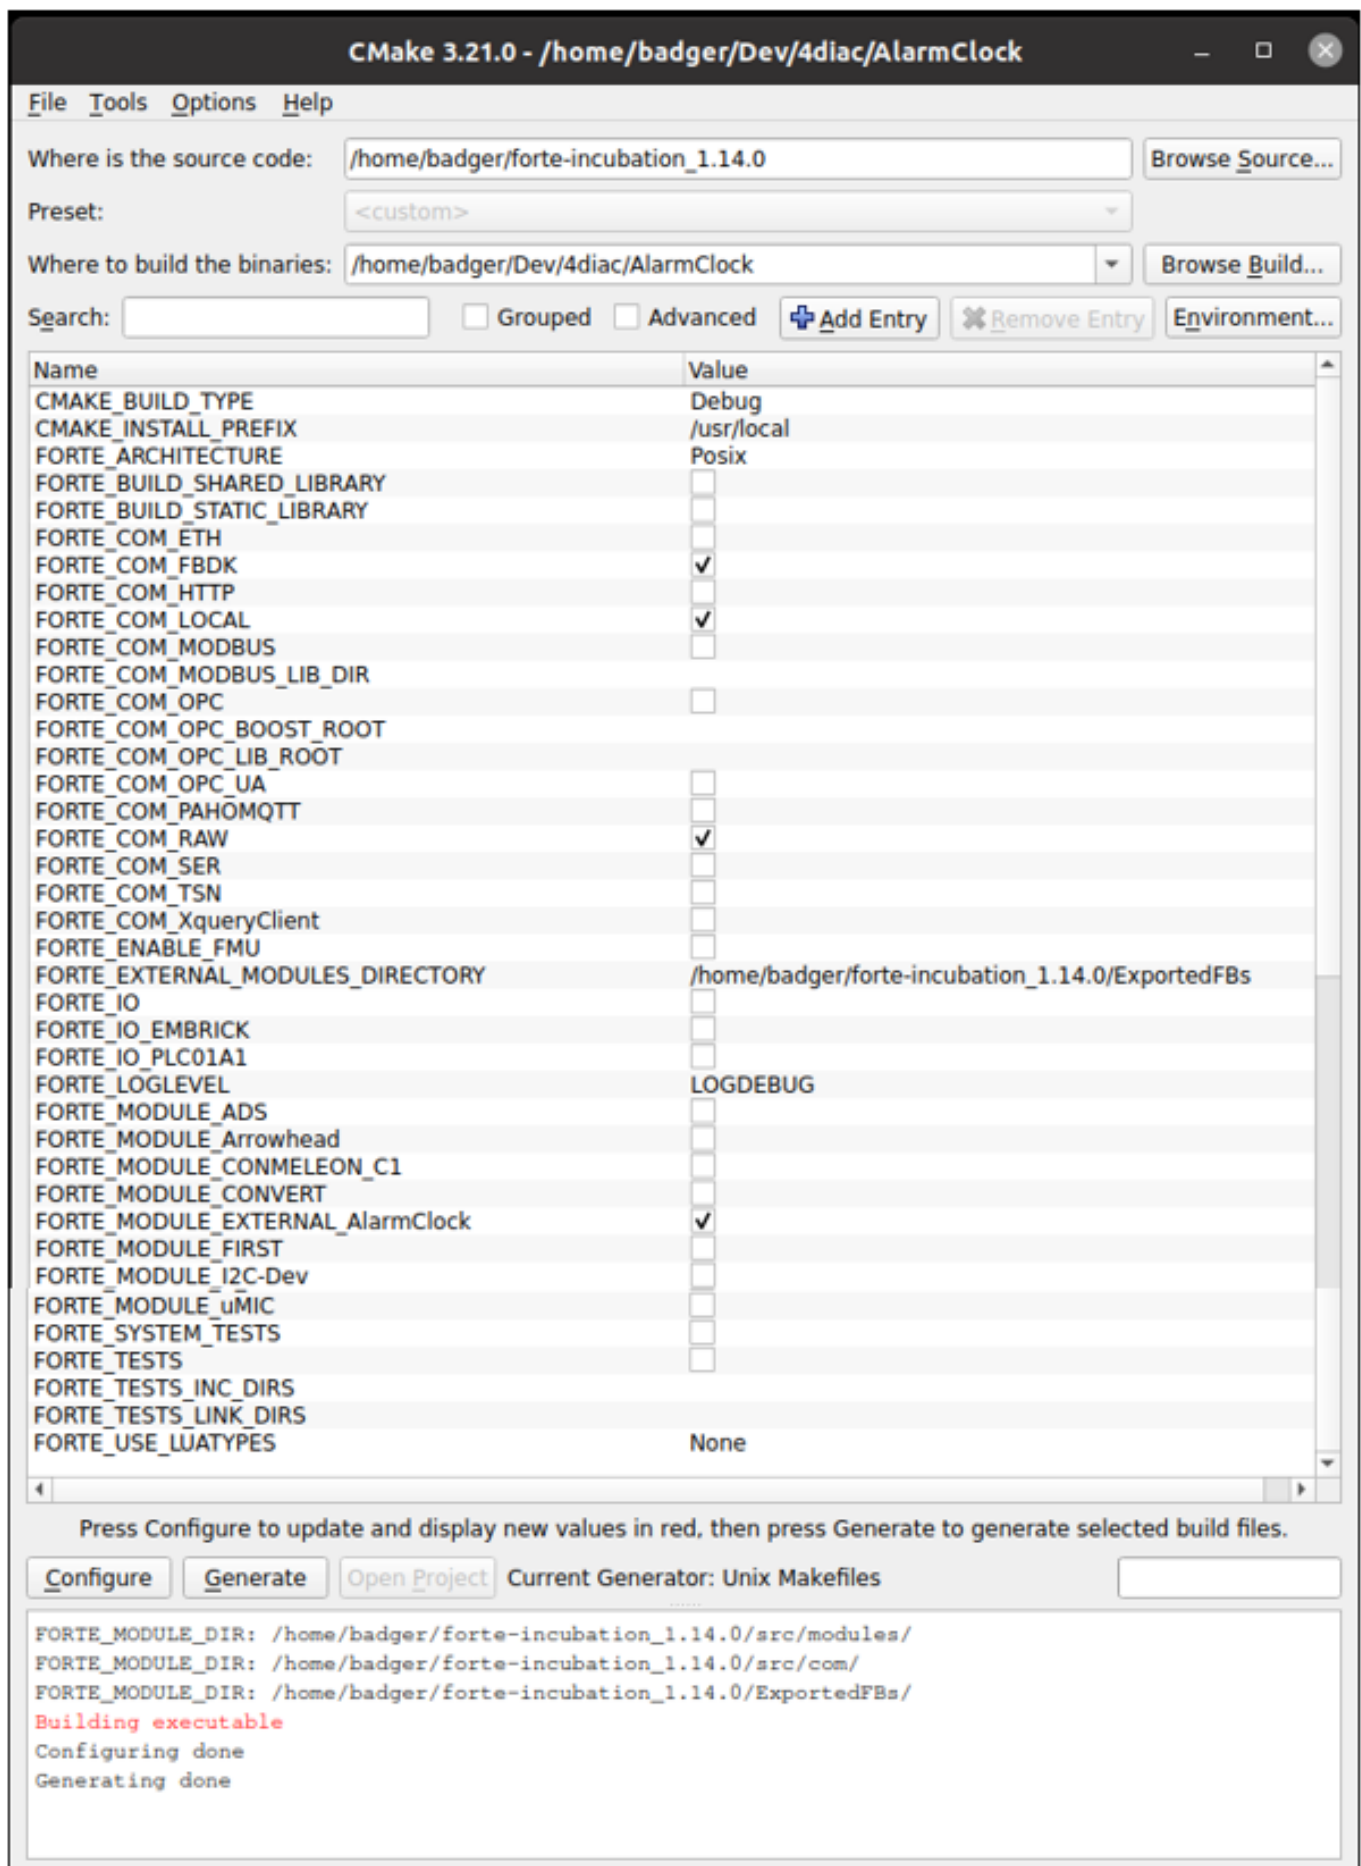 CMake 3.21.0 - /home/badger/Dev/4diac/AlarmClock
File Tools Options Help
Where is the source code: /home/badger/forte-incubation_1.14.0 Browse Source...
Preset: <custom>
Where to build the binaries: /home/badger/Dev/4diac/AlarmClock Browse Build...
Search: Grouped Advanced Add Entry Remove Entry Environment...
Name Value
CMAKE_BUILD_TYPE Debug
CMAKE_INSTALL_PREFIX /usr/local
FORTE_ARCHITECTURE Posix
FORTE_BUILD_SHARED_LIBRARY
FORTE_BUILD_STATIC_LIBRARY
FORTE_COM_ETH
FORTE_COM_FBDK
FORTE_COM_HTTP
FORTE_COM_LOCAL
FORTE_COM_MODBUS
FORTE_COM_MODBUS_LIB_DIR
FORTE_COM_OPC
FORTE_COM_OPC_BOOST_ROOT
FORTE_COM_OPC_LIB_ROOT
FORTE_COM_OPC_UA
FORTE_COM_PAHOMQTT
FORTE_COM_RAW
FORTE_COM_SER
FORTE_COM_TSN
FORTE_COM_XqueryClient
FORTE_ENABLE_FMU
FORTE_EXTERNAL_MODULES_DIRECTORY /home/badger/forte-incubation_1.14.0/ExportedFBs
FORTE_IO
FORTE_IO_EMBRICK
FORTE_IO_PLC01A1
FORTE_LOGLEVEL LOGDEBUG
FORTE_MODULE_ADS
FORTE_MODULE_Arrowhead
FORTE_MODULE_CONMELEON_C1
FORTE_MODULE_CONVERT
FORTE_MODULE_EXTERNAL_AlarmClock
FORTE_MODULE_FIRST
FORTE_MODULE_I2C-Dev
FORTE_MODULE_uMIC
FORTE_SYSTEM_TESTS
FORTE_TESTS
FORTE_TESTS_INC_DIRS
FORTE_TESTS_LINK_DIRS
FORTE_USE_LUATYPES None
Press Configure to update and display new values in red, then press Generate to generate selected build files.
Configure Generate Open Project Current Generator: Unix Makefiles
FORTE_MODULE_DIR: /home/badger/forte-incubation_1.14.0/src/modules/
FORTE_MODULE_DIR: /home/badger/forte-incubation_1.14.0/src/com/
FORTE_MODULE_DIR: /home/badger/forte-incubation_1.14.0/ExportedFBs/
Building executable
Configuring done
Generating done